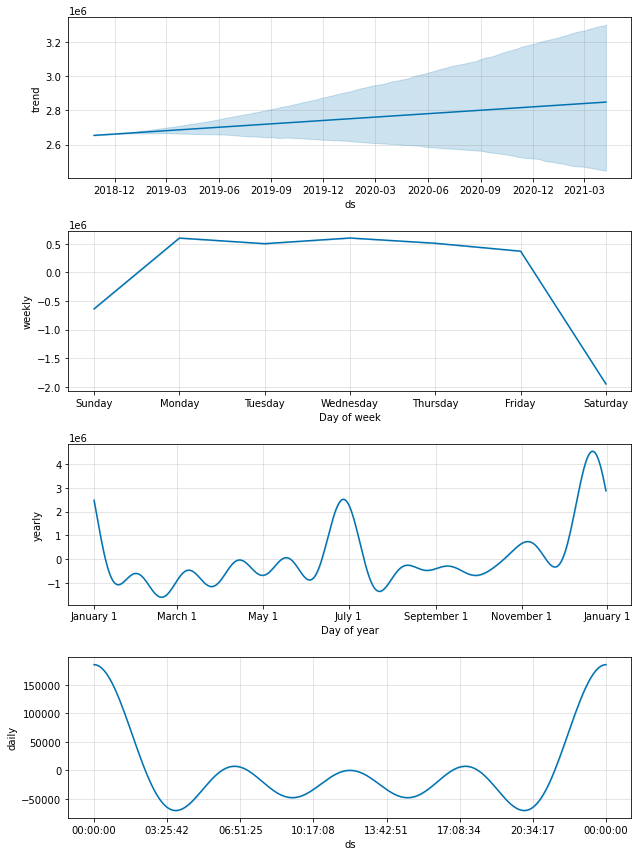 1e6
trend
3.2
3.0
2.8
2.6
2018-12 2019-03 2019-06 2019-09 2019-12 2020-03 2020-06 2020-09 2020-12 2021-03
ds
1e6
weekly
0.5
0.0
−0.5
−1.0
−1.5
−2.0
Sunday Monday Tuesday Wednesday Thursday Friday Saturday
Day of week
1e6
yearly
4
3
2
1
0
−1
January 1 March 1 May 1 July 1 September 1 November 1 January 1
Day of year
daily
150000
100000
50000
0
−50000
00:00:00 03:25:42 06:51:25 10:17:08 13:42:51 17:08:34 20:34:17 00:00:00
ds